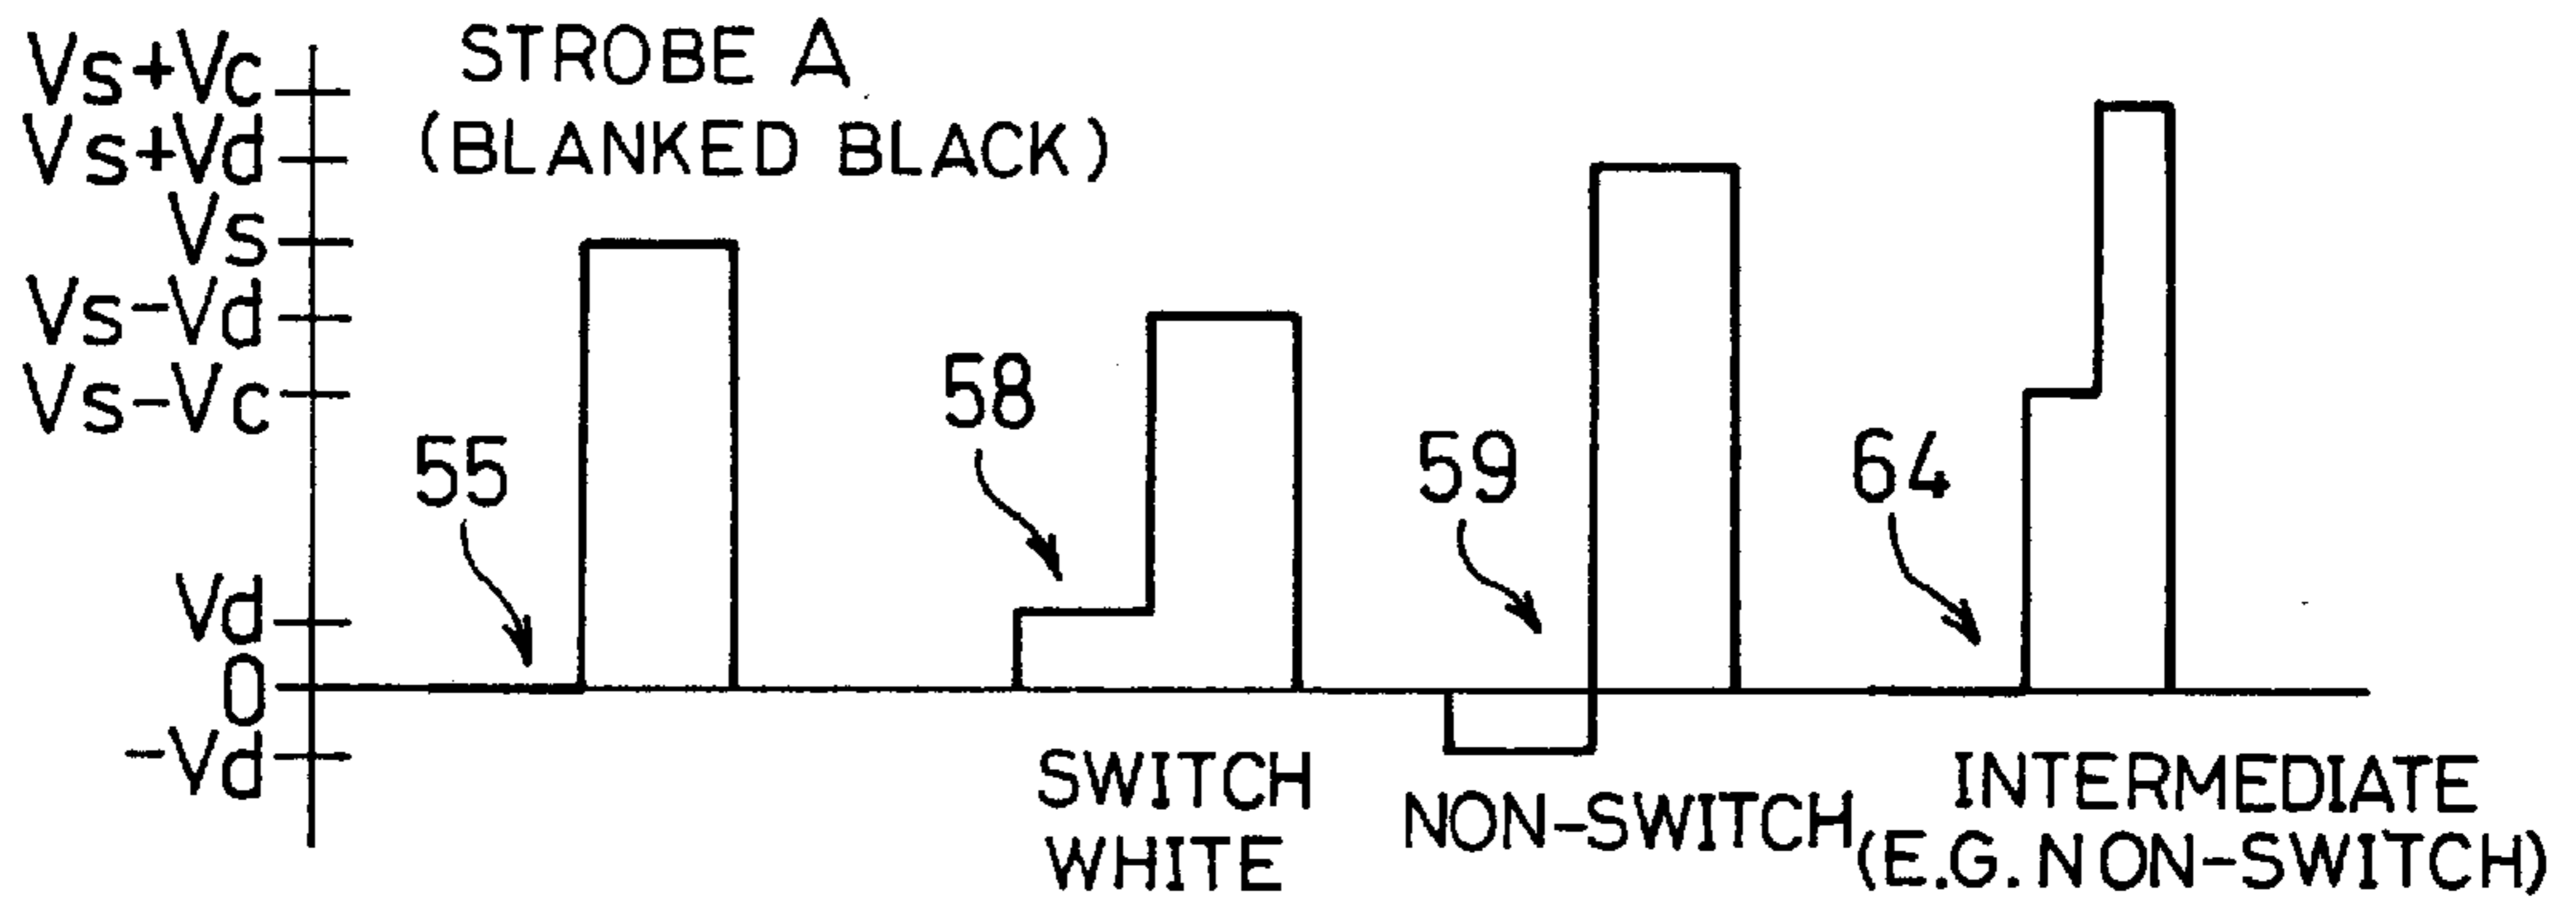 STROBE A
(BLANKED BLACK)
Vs+Vc
Vs+Vd
Vs
Vs-Vd
Vs-Vc
Vd
0
-Vd
55
58
59
64
SWITCH
WHITE
NON-SWITCH
INTERMEDIATE
(E.G. NON-SWITCH)